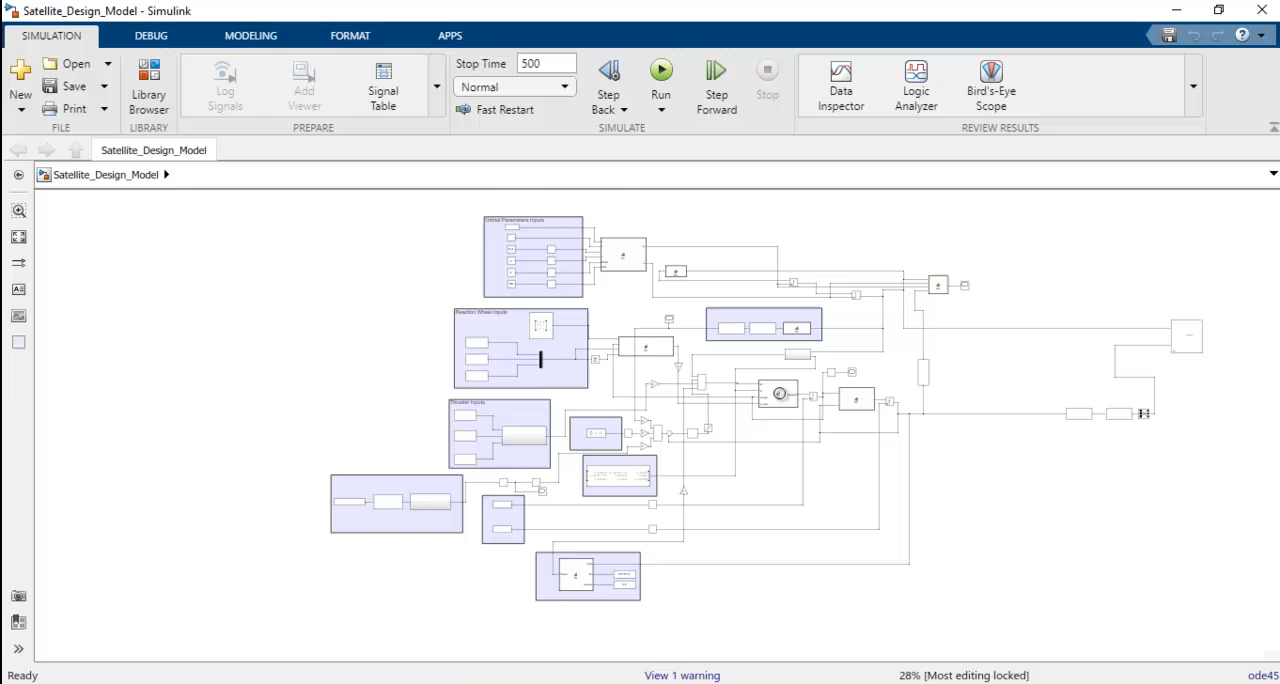 Satellite_Design_Model - Simulink
SIMULATION DEBUG MODELING FORMAT APPS
New
Open
Save
Print
FILE
Library Browser
LIBRARY
Log Signals
Add Viewer
Signal Table
PREPARE
Stop Time 500
Normal
Fast Restart
Step Back
Run
Step Forward
Stop
SIMULATE
Data Inspector
Logic Analyzer
Bird's-Eye Scope
REVIEW RESULTS
Satellite_Design_Model
Satellite_Design_Model
Orbital Parameters Inputs
Reaction Wheel Inputs
Thruster Inputs
Ready
View 1 warning
28% [Most editing locked]
ode45